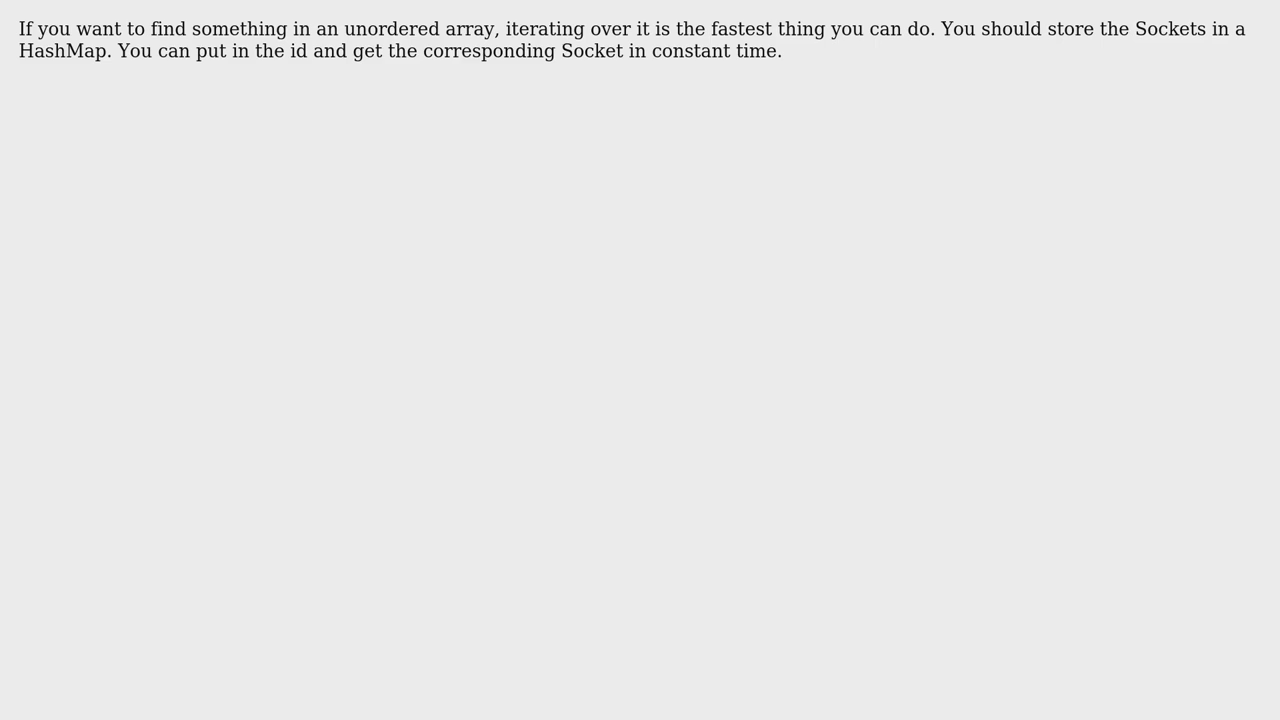 If you want to find something in an unordered array, iterating over it is the fastest thing you can do. You should store the Sockets in a
HashMap. You can put in the id and get the corresponding Socket in constant time.